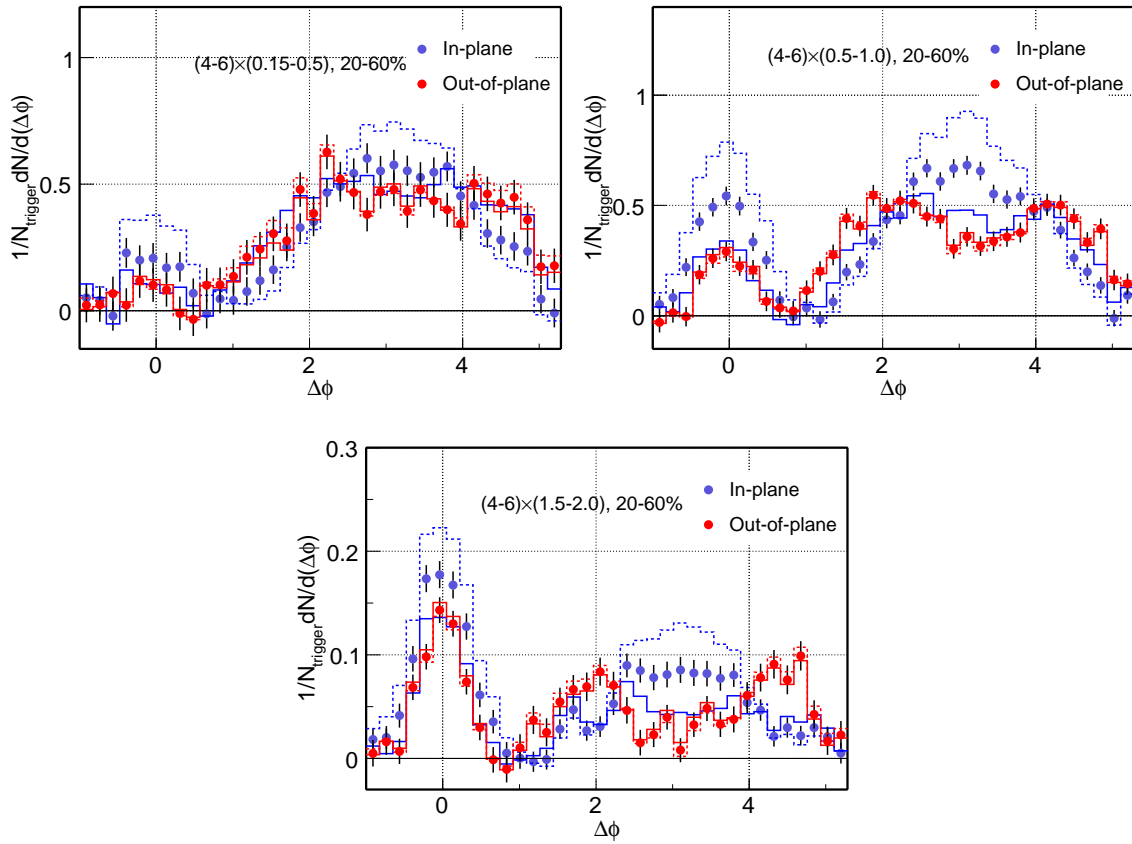 1
0.5
0
1/N_trigger dN/d(Δϕ)
(4-6)×(0.15-0.5), 20-60%
In-plane
Out-of-plane
0 2 4
Δϕ
1
0.5
0
1/N_trigger dN/d(Δϕ)
(4-6)×(0.5-1.0), 20-60%
In-plane
Out-of-plane
0 2 4
Δϕ
0.3
0.2
0.1
0
1/N_trigger dN/d(Δϕ)
(4-6)×(1.5-2.0), 20-60%
In-plane
Out-of-plane
0 2 4
Δϕ